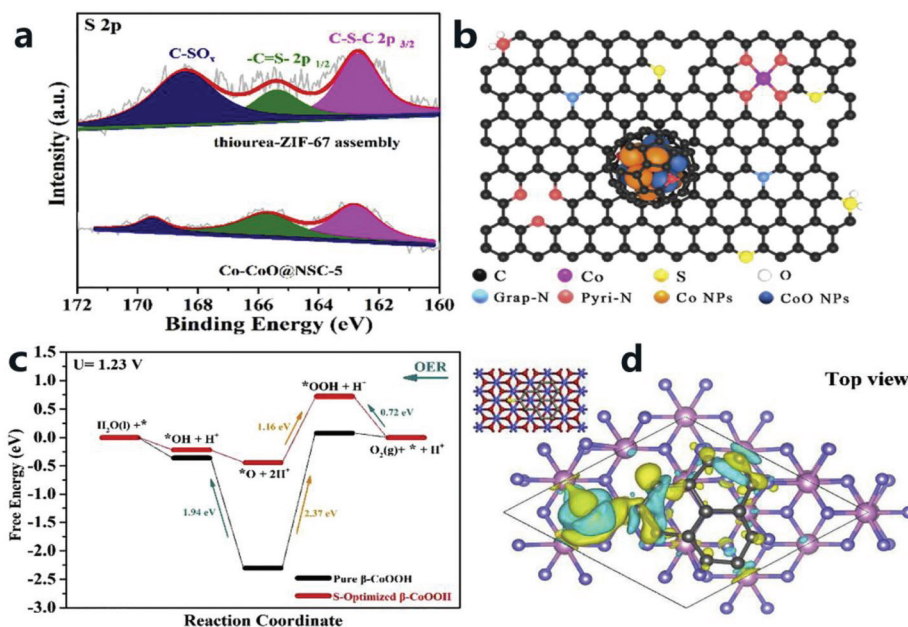 a
S 2p
C-SOx
-C=S- 2p 1/2
C-S-C 2p 3/2
thiourea-ZIF-67 assembly
Co-CoO@NSC-5
Intensity (a.u.)
172 170 168 166 164 162 160
Binding Energy (eV)
b
C Co S O
Grap-N Pyri-N Co NPs CoO NPs
c
U= 1.23 V
OER
1.5
1.0
0.5
0.0
-0.5
-1.0
-1.5
-2.0
-2.5
-3.0
Free Energy (eV)
H2O(l) +*
*OH + H+
*O + 2H+
*OOH + H-
O2(g)+ * + H+
1.16 eV
0.72 eV
1.94 eV
2.37 eV
Pure β-CoOOH
S-Optimized β-CoOOH
Reaction Coordinate
d
Top view